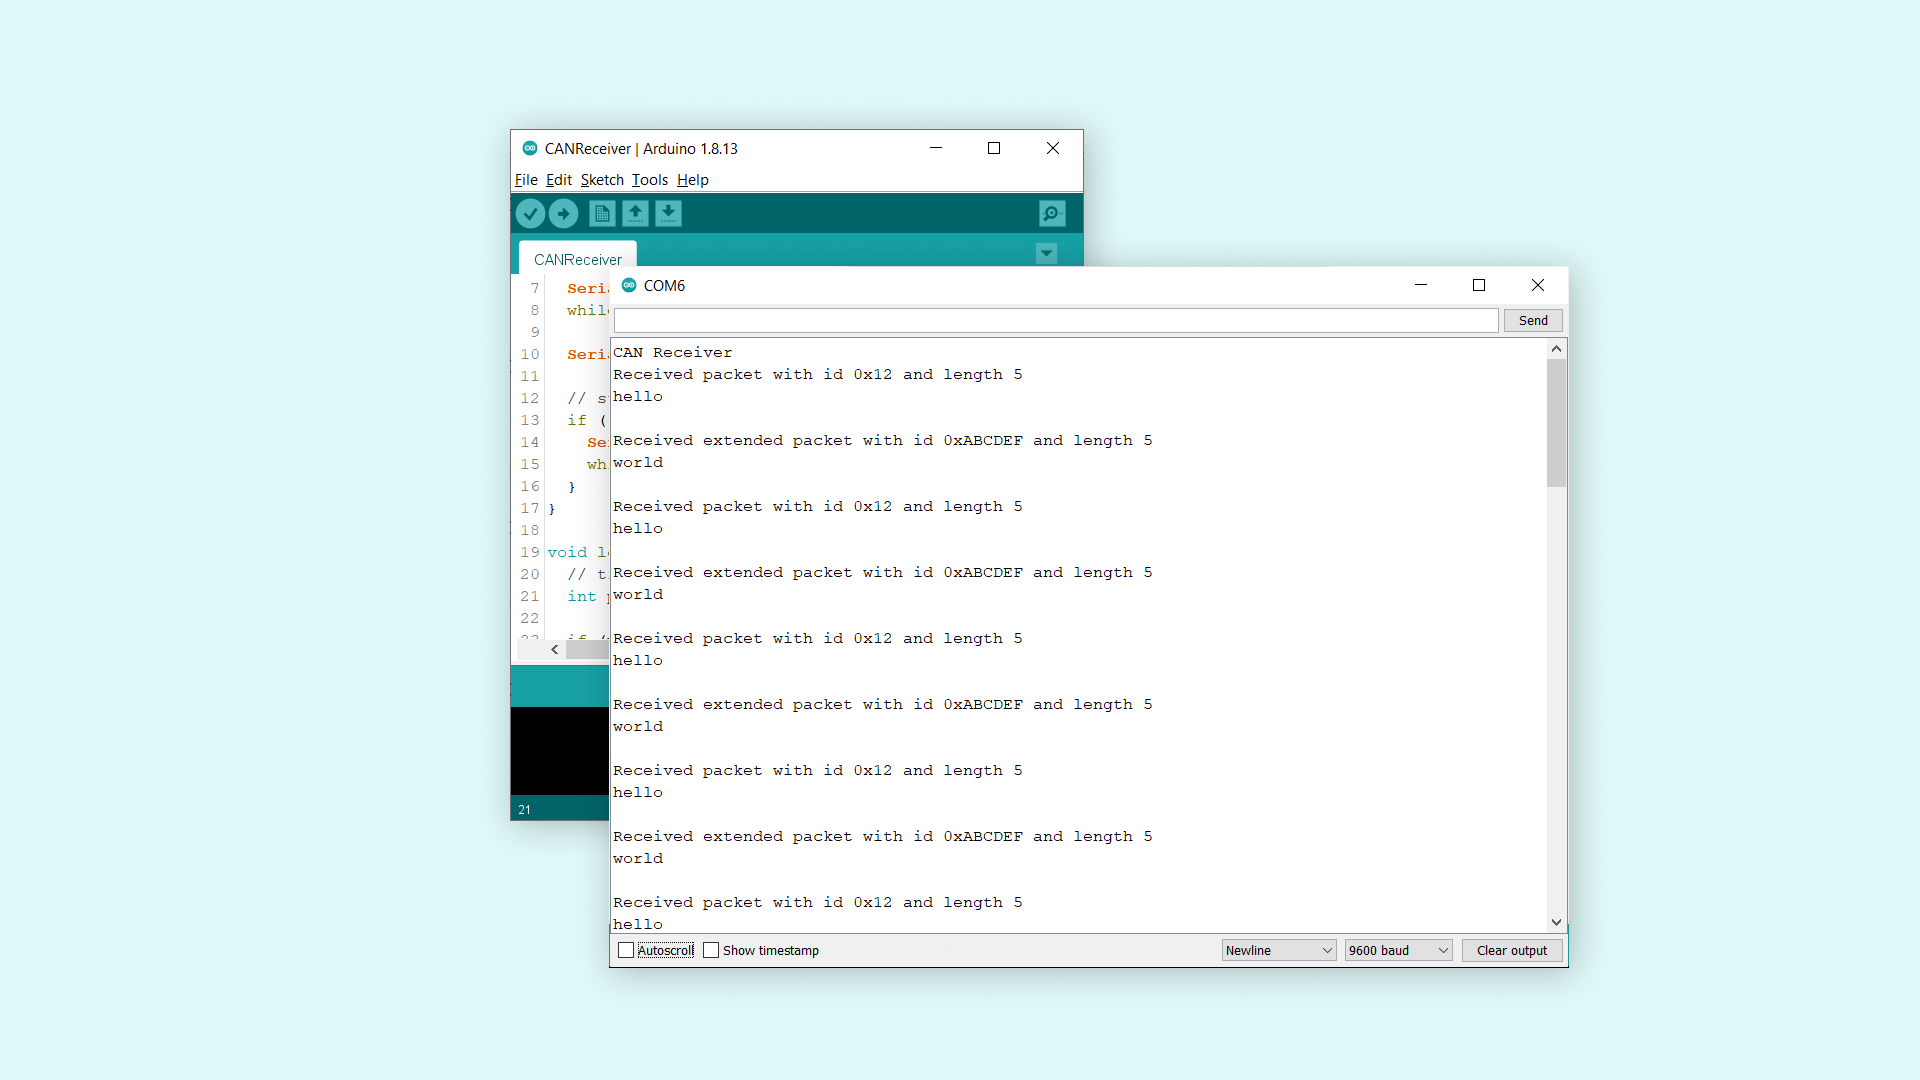 CANReceiver | Arduino 1.8.13
File Edit Sketch Tools Help
CANReceiver
7
8
9
10
11
12 //
13 if (
14
15
16 }
17 }
18
19 void
20 //
21 int
22
21
COM6
Send
CAN Receiver
Received packet with id 0x12 and length 5
hello
Received extended packet with id 0xABCDEF and length 5
world
Received packet with id 0x12 and length 5
hello
Received extended packet with id 0xABCDEF and length 5
world
Received packet with id 0x12 and length 5
hello
Received extended packet with id 0xABCDEF and length 5
world
Received packet with id 0x12 and length 5
hello
Received extended packet with id 0xABCDEF and length 5
world
Received packet with id 0x12 and length 5
hello
Autoscroll Show timestamp Newline 9600 baud Clear output